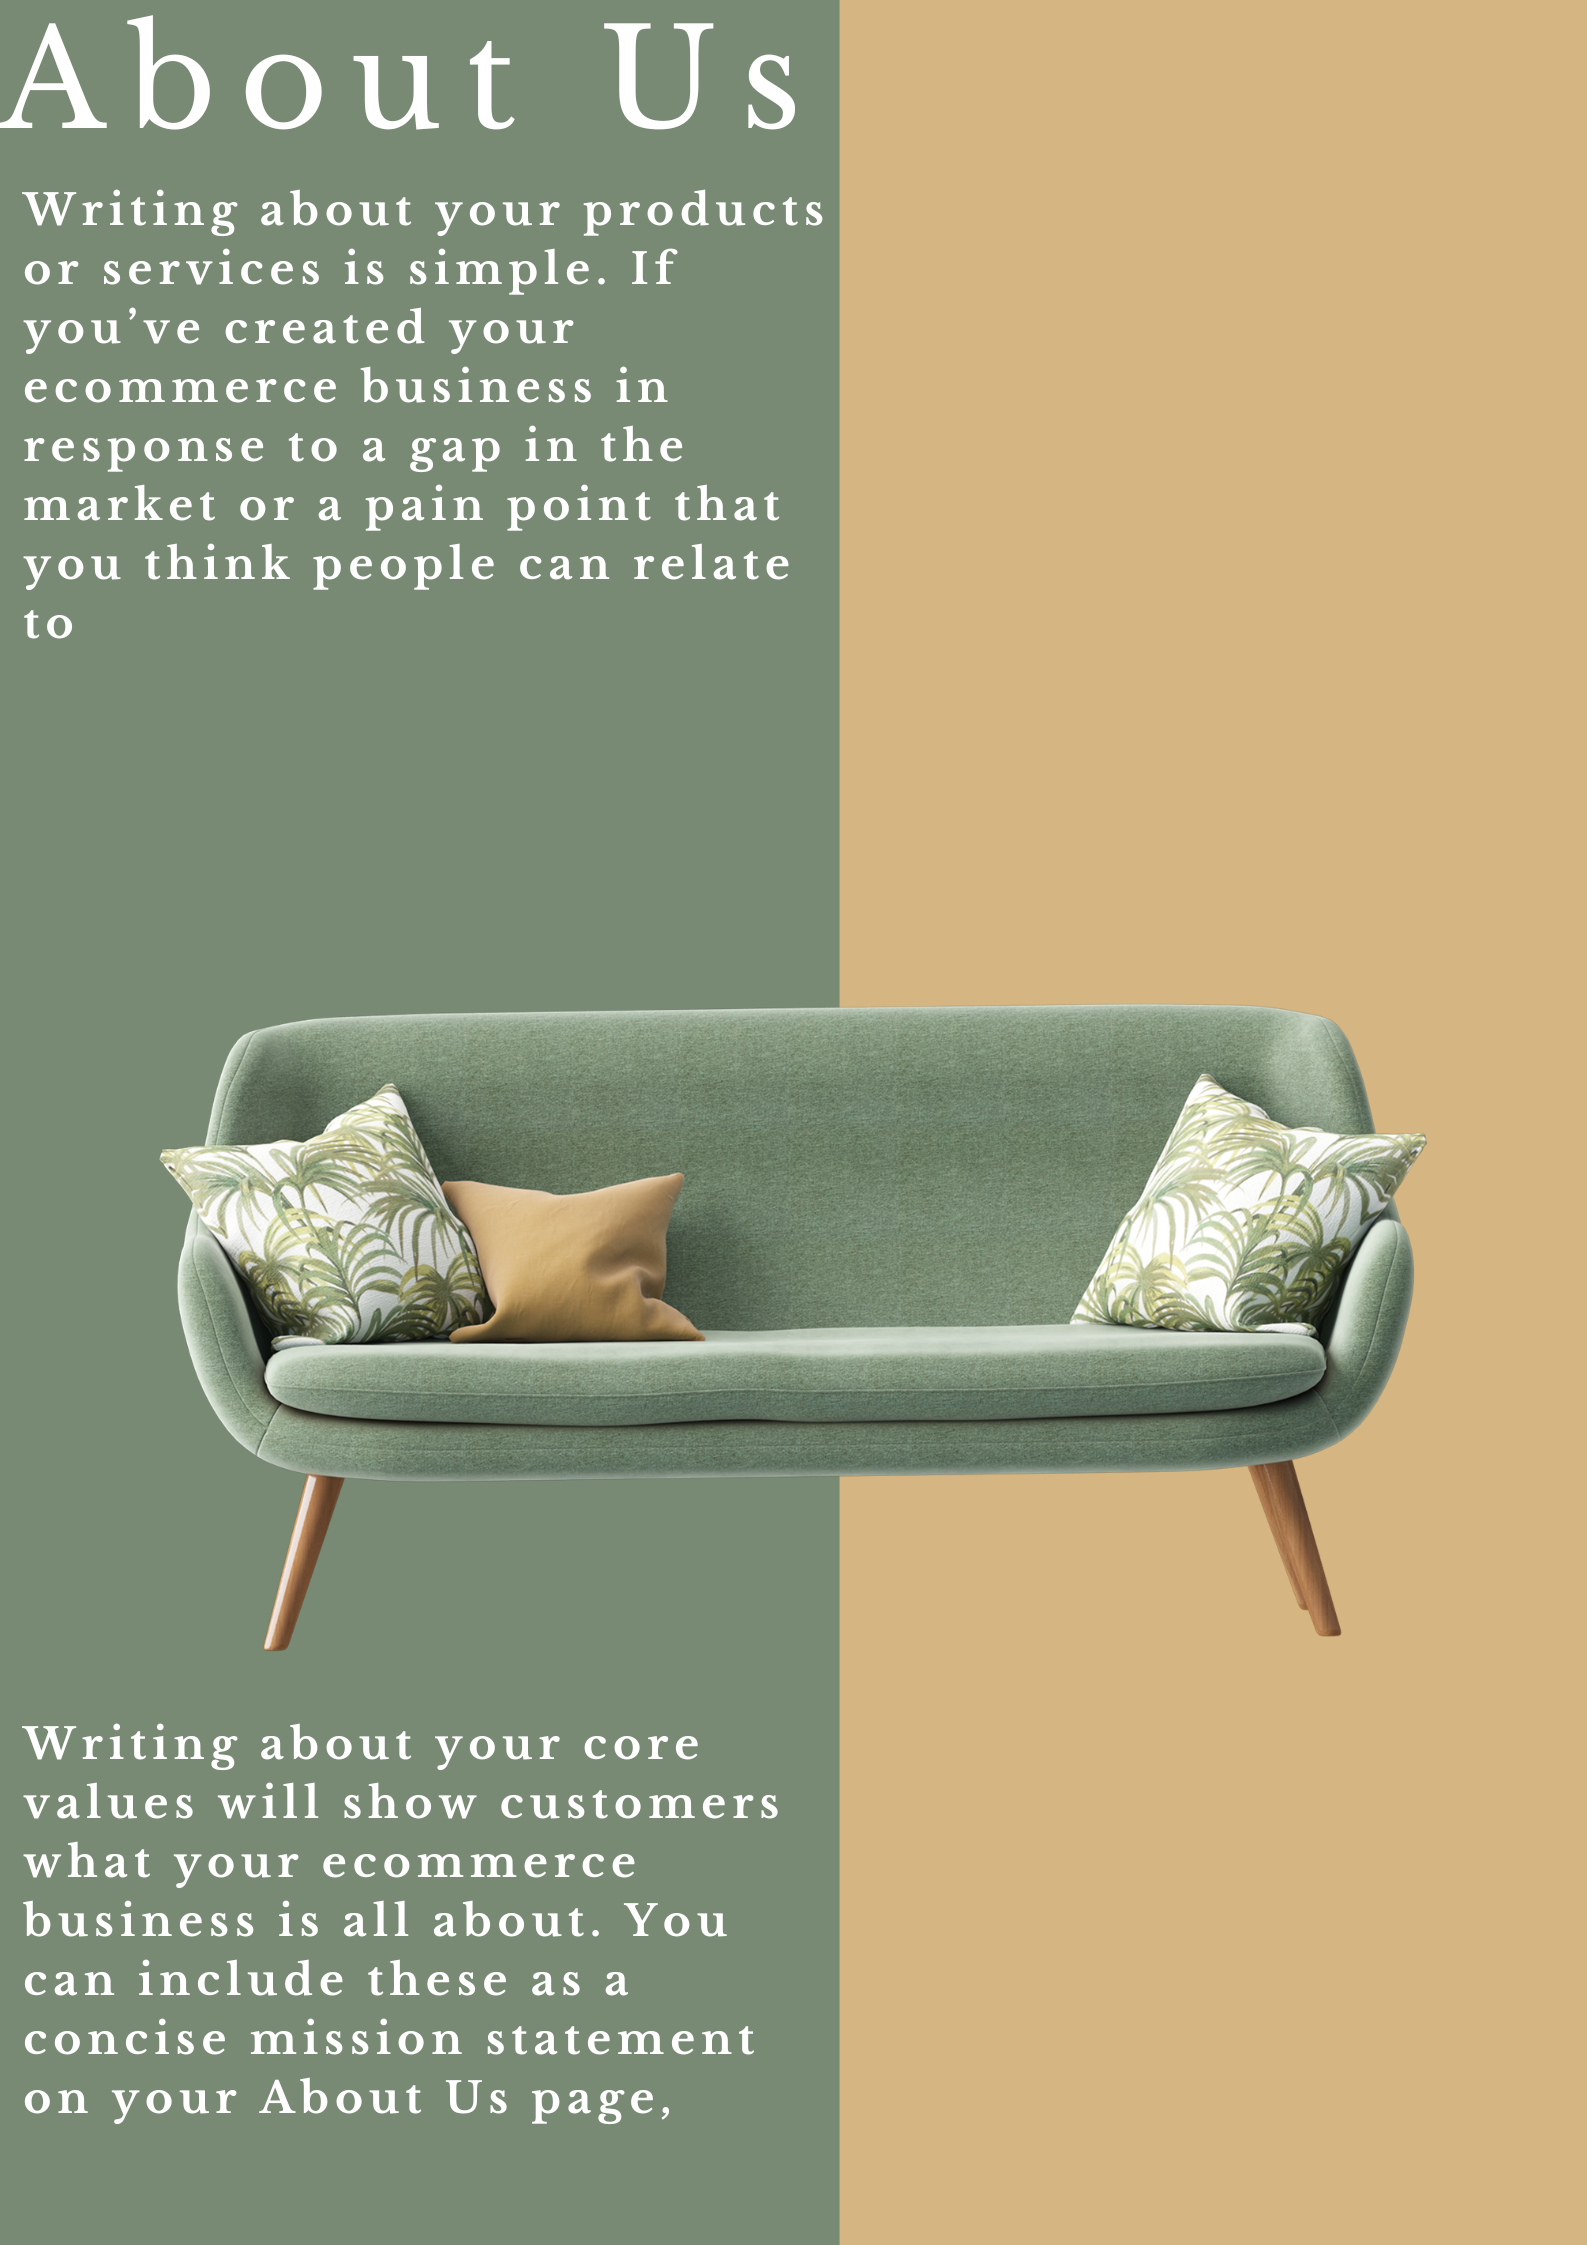 About Us
Writing about your products
or services is simple. If
you’ve created your
ecommerce business in
response to a gap in the
market or a pain point that
you think people can relate
to
Writing about your core
values will show customers
what your ecommerce
business is all about. You
can include these as a
concise mission statement
on your About Us page,